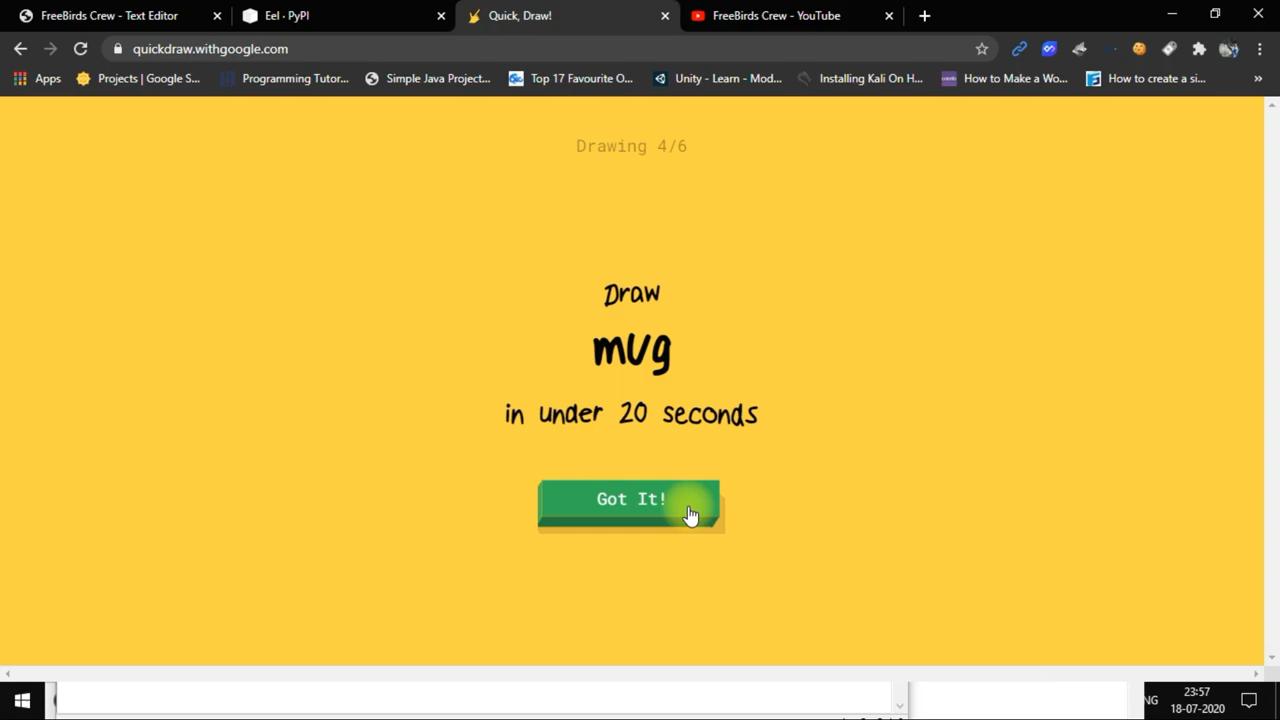 FreeBirds Crew - Text Editor
Eel · PyPI
Quick, Draw!
FreeBirds Crew - YouTube
quickdraw.withgoogle.com
Apps
Projects | Google S...
Programming Tutor...
Simple Java Project...
Top 17 Favourite O...
Unity - Learn - Mod...
Installing Kali On H...
How to Make a Wo...
How to create a si...
Drawing 4/6
Draw
mug
in under 20 seconds
Got It!
NG
23:57
18-07-2020